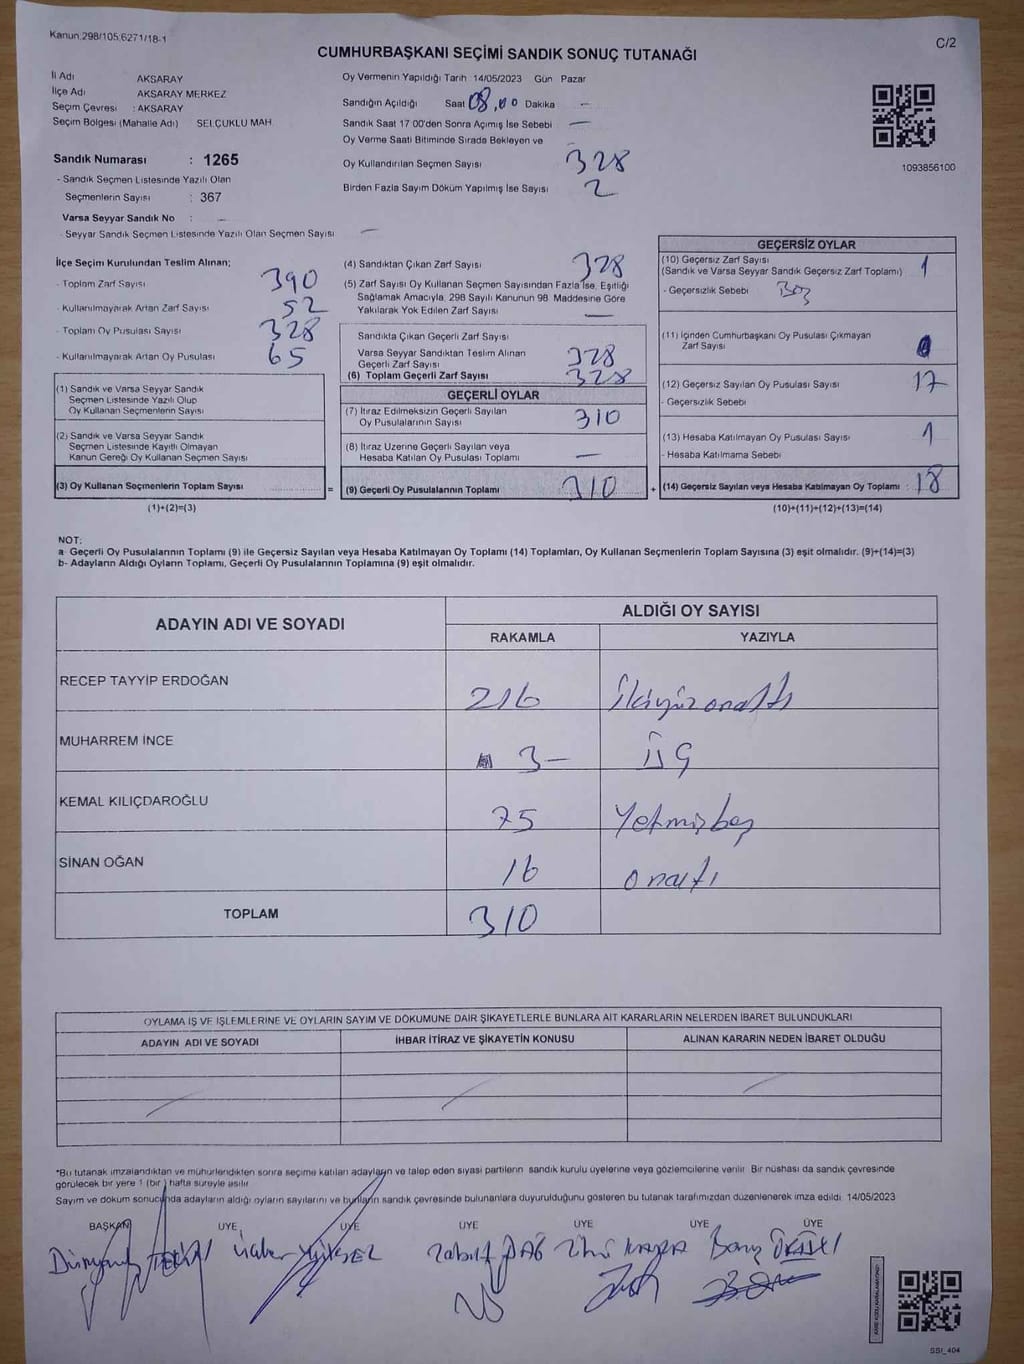 Kanun.298/105,6271/18-1
C/2
CUMHURBAŞKANI SEÇİMİ SANDIK SONUÇ TUTANAĞI
İl Adı AKSARAY
İlçe Adı AKSARAY MERKEZ
Seçim Çevresi : AKSARAY
Seçim Bölgesi (Mahalle Adı) SELÇUKLU MAH.
Sandık Numarası : 1265
- Sandık Seçmen Listesinde Yazılı Olan
Seçmenlerin Sayısı : 367
Varsa Seyyar Sandık No : –
- Seyyar Sandık Seçmen Listesinde Yazılı Olan Seçmen Sayısı –
Oy Vermenin Yapıldığı Tarih 14/05/2023 Gün Pazar
Sandığın Açıldığı Saat 08.00 Dakika –
Sandık Saat 17 00'den Sonra Açımış İse Sebebi –
Oy Verme Saati Bitiminde Sırada Bekleyen ve
Oy Kullandırılan Seçmen Sayısı 328
Birden Fazla Sayım Döküm Yapılmış İse Sayısı 2
1093856100
İlçe Seçim Kurulundan Teslim Alınan;
- Toplam Zarf Sayısı 390
- Kullanılmayarak Artan Zarf Sayısı 52
- Toplam Oy Pusulası Sayısı 328
- Kullanılmayarak Artan Oy Pusulası 65
(1) Sandık ve Varsa Seyyar Sandık
Seçmen Listesinde Yazılı Olup
Oy Kullanan Seçmenlerin Sayısı
(2) Sandık ve Varsa Seyyar Sandık
Seçmen Listesinde Kayıtlı Olmayan
Kanun Gereği Oy Kullanan Seçmen Sayısı
(3) Oy Kullanan Seçmenlerin Toplam Sayısı
(1)+(2)=(3)
=
(4) Sandıktan Çıkan Zarf Sayısı 328
(5) Zarf Sayısı Oy Kullanan Seçmen Sayısından Fazla İse, Eşitliği
Sağlamak Amacıyla, 298 Sayılı Kanunun 98. Maddesine Göre
Yakılarak Yok Edilen Zarf Sayısı –
Sandıkta Çıkan Geçerli Zarf Sayısı
Varsa Seyyar Sandıktan Teslim Alınan
Geçerli Zarf Sayısı 328
(6) Toplam Geçerli Zarf Sayısı 328
GEÇERLİ OYLAR
(7) İtiraz Edilmeksizin Geçerli Sayılan
Oy Pusulalarının Sayısı 310
(8) İtiraz Üzerine Geçerli Sayılan veya
Hesaba Katılan Oy Pusulası Toplamı –
(9) Geçerli Oy Pusulalarının Toplamı 310
+
GEÇERSİZ OYLAR
(10) Geçersiz Zarf Sayısı
(Sandık ve Varsa Seyyar Sandık Geçersiz Zarf Toplamı) 1
- Geçersizlik Sebebi Boş
(11) İçinden Cumhurbaşkanı Oy Pusulası Çıkmayan
Zarf Sayısı
(12) Geçersiz Sayılan Oy Pusulası Sayısı 17
- Geçersizlik Sebebi
(13) Hesaba Katılmayan Oy Pusulası Sayısı 1
- Hesaba Katılmama Sebebi
(14) Geçersiz Sayılan veya Hesaba Katılmayan Oy Toplamı : 18
(10)+(11)+(12)+(13)=(14)
NOT:
a- Geçerli Oy Pusulalarının Toplamı (9) ile Geçersiz Sayılan veya Hesaba Katılmayan Oy Toplamı (14) Toplamları, Oy Kullanan Seçmenlerin Toplam Sayısına (3) eşit olmalıdır. (9)+(14)=(3)
b- Adayların Aldığı Oyların Toplamı, Geçerli Oy Pusulalarının Toplamına (9) eşit olmalıdır.
ADAYIN ADI VE SOYADI
ALDIĞI OY SAYISI
RAKAMLA YAZIYLA
RECEP TAYYİP ERDOĞAN 216 İkiyüzonaltı
MUHARREM İNCE 3– üç
KEMAL KILIÇDAROĞLU 75 Yetmişbeş
SİNAN OĞAN 16 onaltı
TOPLAM 310
OYLAMA İŞ VE İŞLEMLERİNE VE OYLARIN SAYIM VE DÖKÜMÜNE DAİR ŞİKAYETLERLE BUNLARA AİT KARARLARIN NELERDEN İBARET BULUNDUKLARI
ADAYIN ADI VE SOYADI İHBAR İTİRAZ VE ŞİKAYETİN KONUSU ALINAN KARARIN NEDEN İBARET OLDUĞU
*Bu tutanak imzalandıktan ve mühürlendikten sonra seçime katılan adayların ve talep eden siyasi partilerin sandık kurulu üyelerine veya gözlemcilerine verilir. Bir nüshası da sandık çevresinde
görülecek bir yere 1 (bir ) hafta süreyle asılır
Sayım ve döküm sonucunda adayların aldığı oyların sayılarını ve bunların sandık çevresinde bulunanlara duyurulduğunu gösteren bu tutanak tarafımızdan düzenlenerek imza edildi. 14/05/2023
BAŞKAN ÜYE ÜYE ÜYE ÜYE ÜYE ÜYE
YÜKSEL KARA Barış
SSI_404